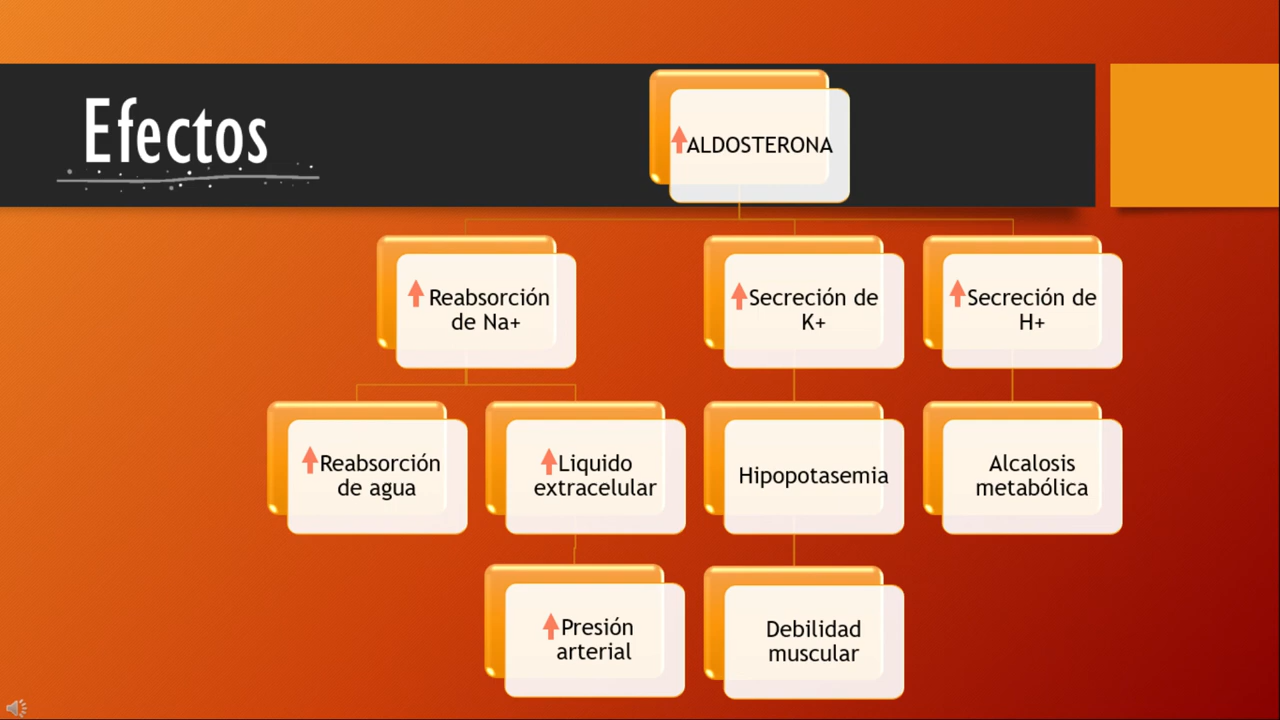 Efectos
ALDOSTERONA
Reabsorción
de Na+
Secreción de
K+
Secreción de
H+
Reabsorción
de agua
Liquido
extracelular
Hipopotasemia
Alcalosis
metabólica
Presión
arterial
Debilidad
muscular